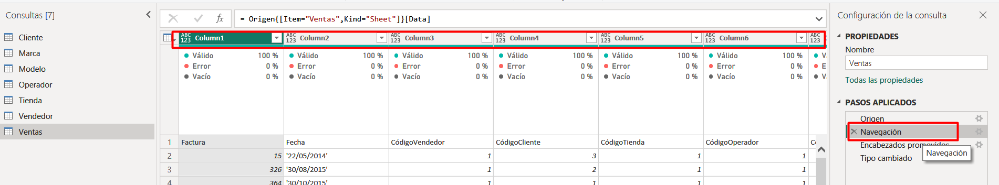 Consultas [7]
Cliente
Marca
Modelo
Operador
Tienda
Vendedor
Ventas
fx
= Origen{[Item="Ventas",Kind="Sheet"]}[Data]
ABC 123 Column1 ABC 123 Column2 ABC 123 Column3 ABC 123 Column4 ABC 123 Column5 ABC 123 Column6 ABC 123
Válido 100 % Válido 100 % Válido 100 % Válido 100 % Válido 100 % Válido 100 % V
Error 0 % Error 0 % Error 0 % Error 0 % Error 0 % Error 0 % E
Vacío 0 % Vacío 0 % Vacío 0 % Vacío 0 % Vacío 0 % Vacío 0 % V
1 Factura Fecha CódigoVendedor CódigoCliente CódigoTienda CódigoOperador
2 15 '22/05/2014' 1 3 1 1
3 326 '30/08/2015' 1 2 1 1
4 364 '30/10/2015' 1 1 1 1
Configuración de la consulta
PROPIEDADES
Nombre
Ventas
Todas las propiedades
PASOS APLICADOS
Origen
Navegación
Encabezados promovidos
Navegación
Tipo cambiado